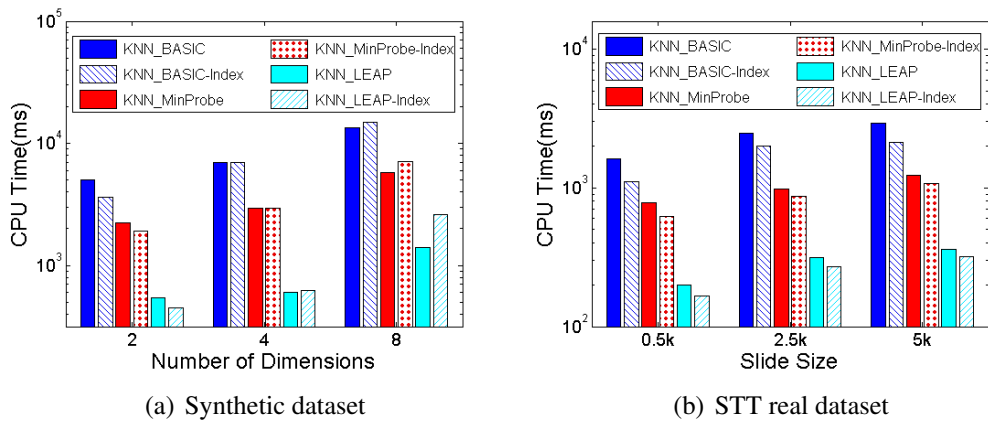 10^5
10^4
10^3
CPU Time(ms)
KNN_BASIC
KNN_BASIC-Index
KNN_MinProbe
KNN_MinProbe-Index
KNN_LEAP
KNN_LEAP-Index
2
4
8
Number of Dimensions
(a) Synthetic dataset
10^4
10^3
10^2
CPU Time(ms)
KNN_BASIC
KNN_BASIC-Index
KNN_MinProbe
KNN_MinProbe-Index
KNN_LEAP
KNN_LEAP-Index
0.5k
2.5k
5k
Slide Size
(b) STT real dataset